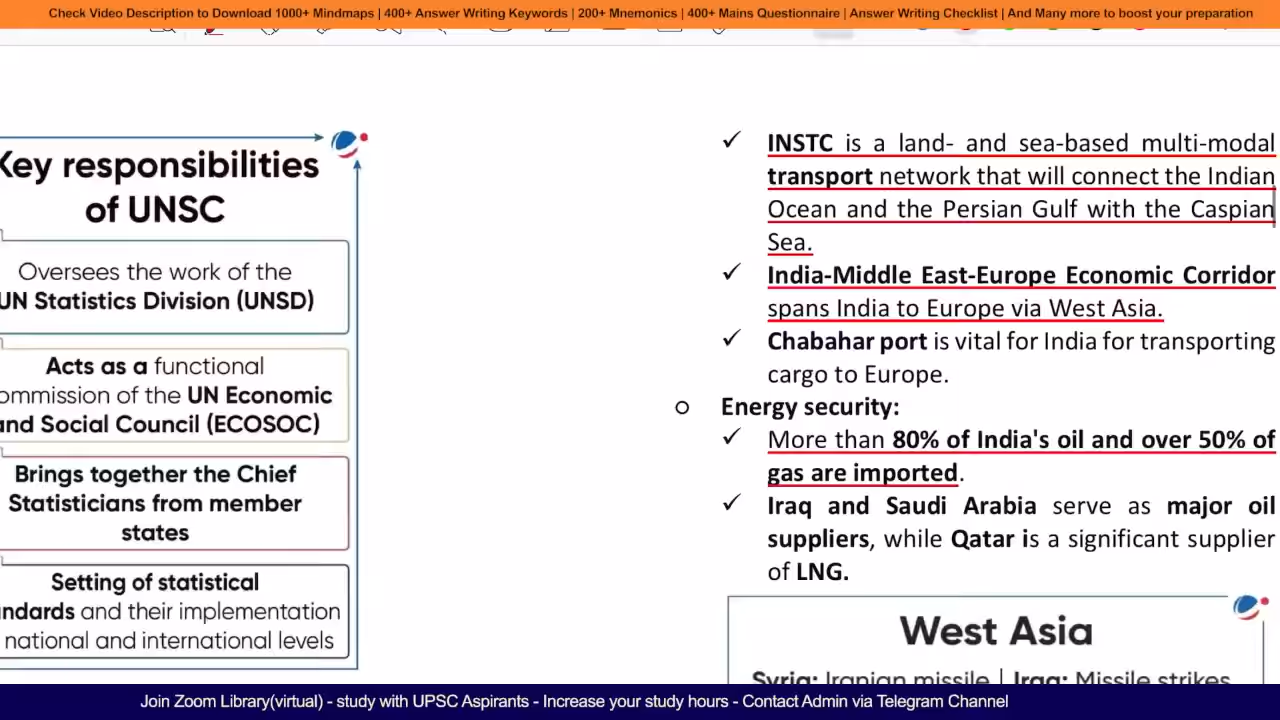 Check Video Description to Download 1000+ Mindmaps | 400+ Answer Writing Keywords | 200+ Mnemonics | 400+ Mains Questionnaire | Answer Writing Checklist | And Many more to boost your preparation
Key responsibilities
of UNSC
Oversees the work of the
UN Statistics Division (UNSD)
Acts as a functional
ommission of the UN Economic
and Social Council (ECOSOC)
Brings together the Chief
Statisticians from member
states
Setting of statistical
ndards and their implementation
national and international levels
✓ INSTC is a land- and sea-based multi-modal
transport network that will connect the Indian
Ocean and the Persian Gulf with the Caspian
Sea.
✓ India-Middle East-Europe Economic Corridor
spans India to Europe via West Asia.
✓ Chabahar port is vital for India for transporting
cargo to Europe.
o Energy security:
✓ More than 80% of India's oil and over 50% of
gas are imported.
✓ Iraq and Saudi Arabia serve as major oil
suppliers, while Qatar is a significant supplier
of LNG.
West Asia
Syria: Iranian missile | Iraq: Missile strikes
Join Zoom Library(virtual) - study with UPSC Aspirants - Increase your study hours - Contact Admin via Telegram Channel